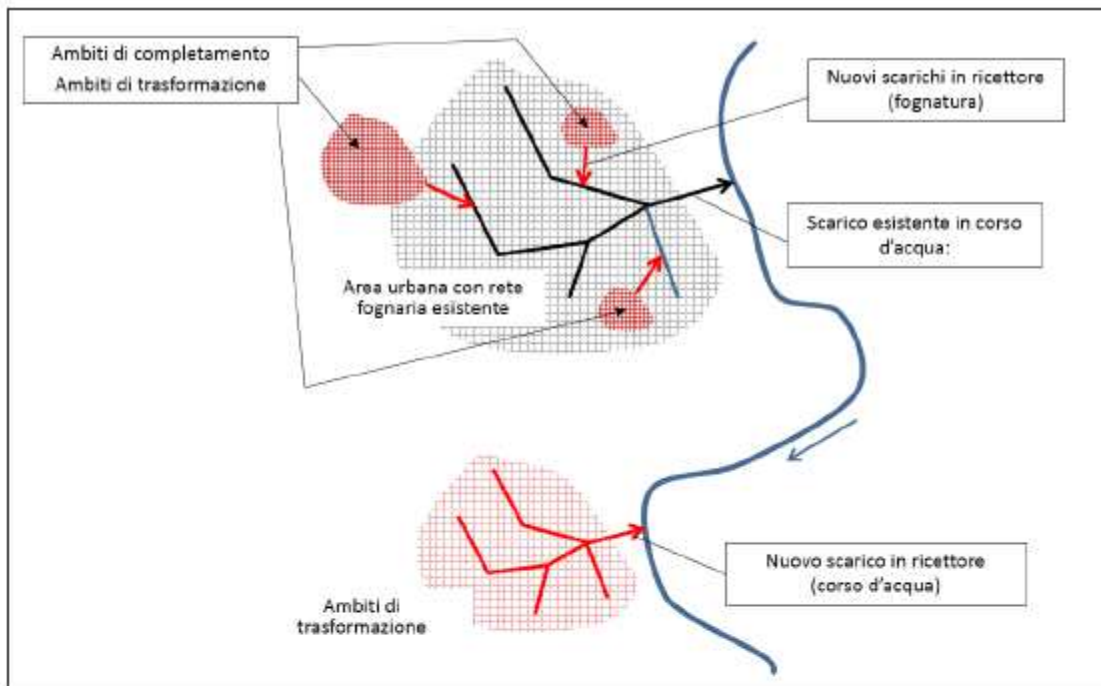 Ambiti di completamento
Ambiti di trasformazione
Nuovi scarichi in ricettore
(fognatura)
Scarico esistente in corso
d'acqua:
Area urbana con rete
fognaria esistente
Nuovo scarico in ricettore
(corso d'acqua)
Ambiti di
trasformazione